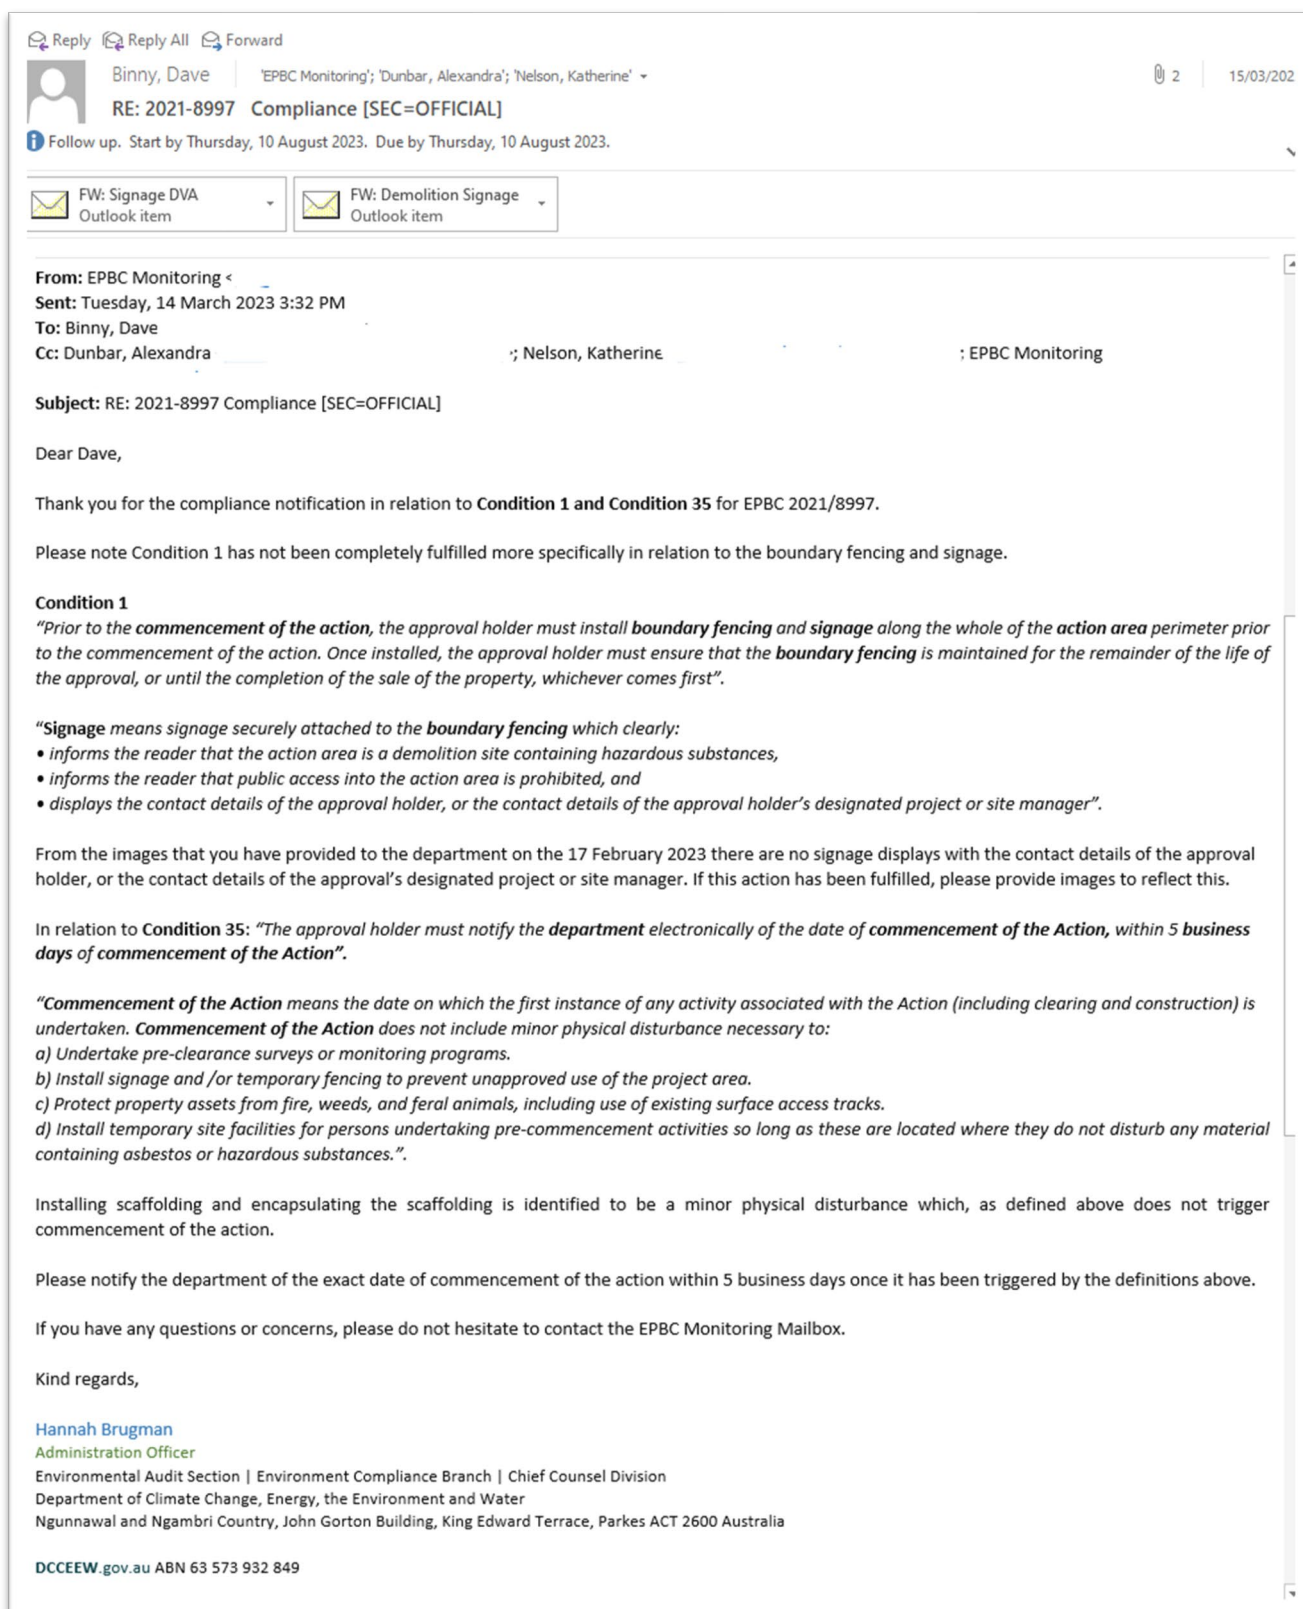 Reply Reply All Forward
Binny, Dave 'EPBC Monitoring'; 'Dunbar, Alexandra'; 'Nelson, Katherine' 2 15/03/202
RE: 2021-8997 Compliance [SEC=OFFICIAL]
Follow up. Start by Thursday, 10 August 2023. Due by Thursday, 10 August 2023.
FW: Signage DVA FW: Demolition Signage
Outlook item Outlook item
From: EPBC Monitoring <
Sent: Tuesday, 14 March 2023 3:32 PM
To: Binny, Dave
Cc: Dunbar, Alexandra ; Nelson, Katherine ; EPBC Monitoring
Subject: RE: 2021-8997 Compliance [SEC=OFFICIAL]
Dear Dave,
Thank you for the compliance notification in relation to Condition 1 and Condition 35 for EPBC 2021/8997.
Please note Condition 1 has not been completely fulfilled more specifically in relation to the boundary fencing and signage.
Condition 1
“Prior to the commencement of the action, the approval holder must install boundary fencing and signage along the whole of the action area perimeter prior
to the commencement of the action. Once installed, the approval holder must ensure that the boundary fencing is maintained for the remainder of the life of
the approval, or until the completion of the sale of the property, whichever comes first”.
“Signage means signage securely attached to the boundary fencing which clearly:
• informs the reader that the action area is a demolition site containing hazardous substances,
• informs the reader that public access into the action area is prohibited, and
• displays the contact details of the approval holder, or the contact details of the approval holder’s designated project or site manager”.
From the images that you have provided to the department on the 17 February 2023 there are no signage displays with the contact details of the approval
holder, or the contact details of the approval’s designated project or site manager. If this action has been fulfilled, please provide images to reflect this.
In relation to Condition 35: “The approval holder must notify the department electronically of the date of commencement of the Action, within 5 business
days of commencement of the Action”.
“Commencement of the Action means the date on which the first instance of any activity associated with the Action (including clearing and construction) is
undertaken. Commencement of the Action does not include minor physical disturbance necessary to:
a) Undertake pre-clearance surveys or monitoring programs.
b) Install signage and /or temporary fencing to prevent unapproved use of the project area.
c) Protect property assets from fire, weeds, and feral animals, including use of existing surface access tracks.
d) Install temporary site facilities for persons undertaking pre-commencement activities so long as these are located where they do not disturb any material
containing asbestos or hazardous substances.”.
Installing scaffolding and encapsulating the scaffolding is identified to be a minor physical disturbance which, as defined above does not trigger
commencement of the action.
Please notify the department of the exact date of commencement of the action within 5 business days once it has been triggered by the definitions above.
If you have any questions or concerns, please do not hesitate to contact the EPBC Monitoring Mailbox.
Kind regards,
Hannah Brugman
Administration Officer
Environmental Audit Section | Environment Compliance Branch | Chief Counsel Division
Department of Climate Change, Energy, the Environment and Water
Ngunnawal and Ngambri Country, John Gorton Building, King Edward Terrace, Parkes ACT 2600 Australia
DCCEEW.gov.au ABN 63 573 932 849